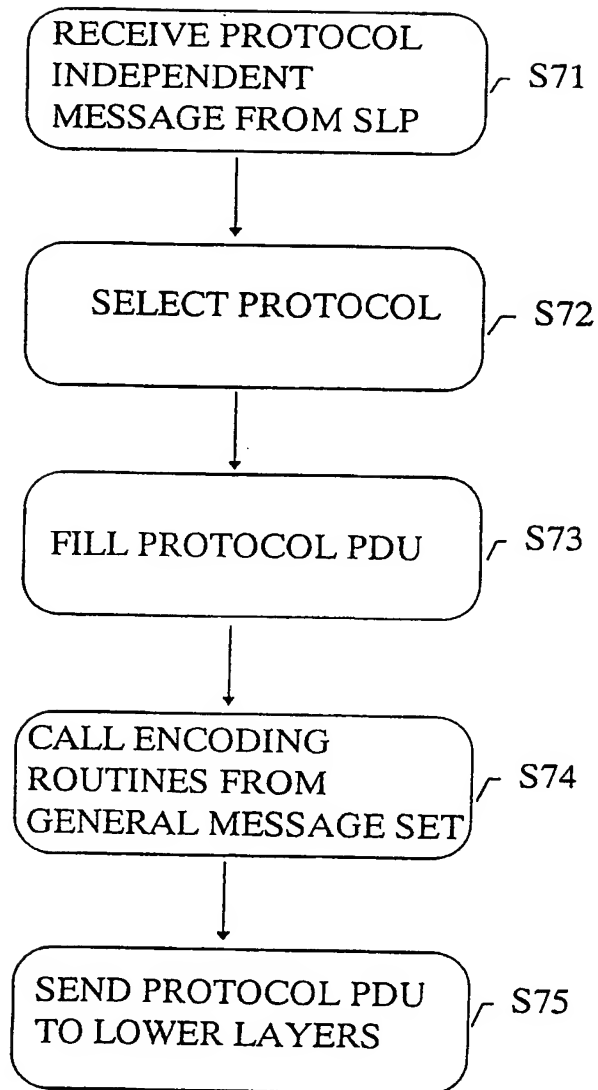 RECEIVE PROTOCOL
INDEPENDENT
MESSAGE FROM SLP
S71
SELECT PROTOCOL
S72
FILL PROTOCOL PDU
S73
CALL ENCODING
ROUTINES FROM
GENERAL MESSAGE SET
S74
SEND PROTOCOL PDU
TO LOWER LAYERS
S75